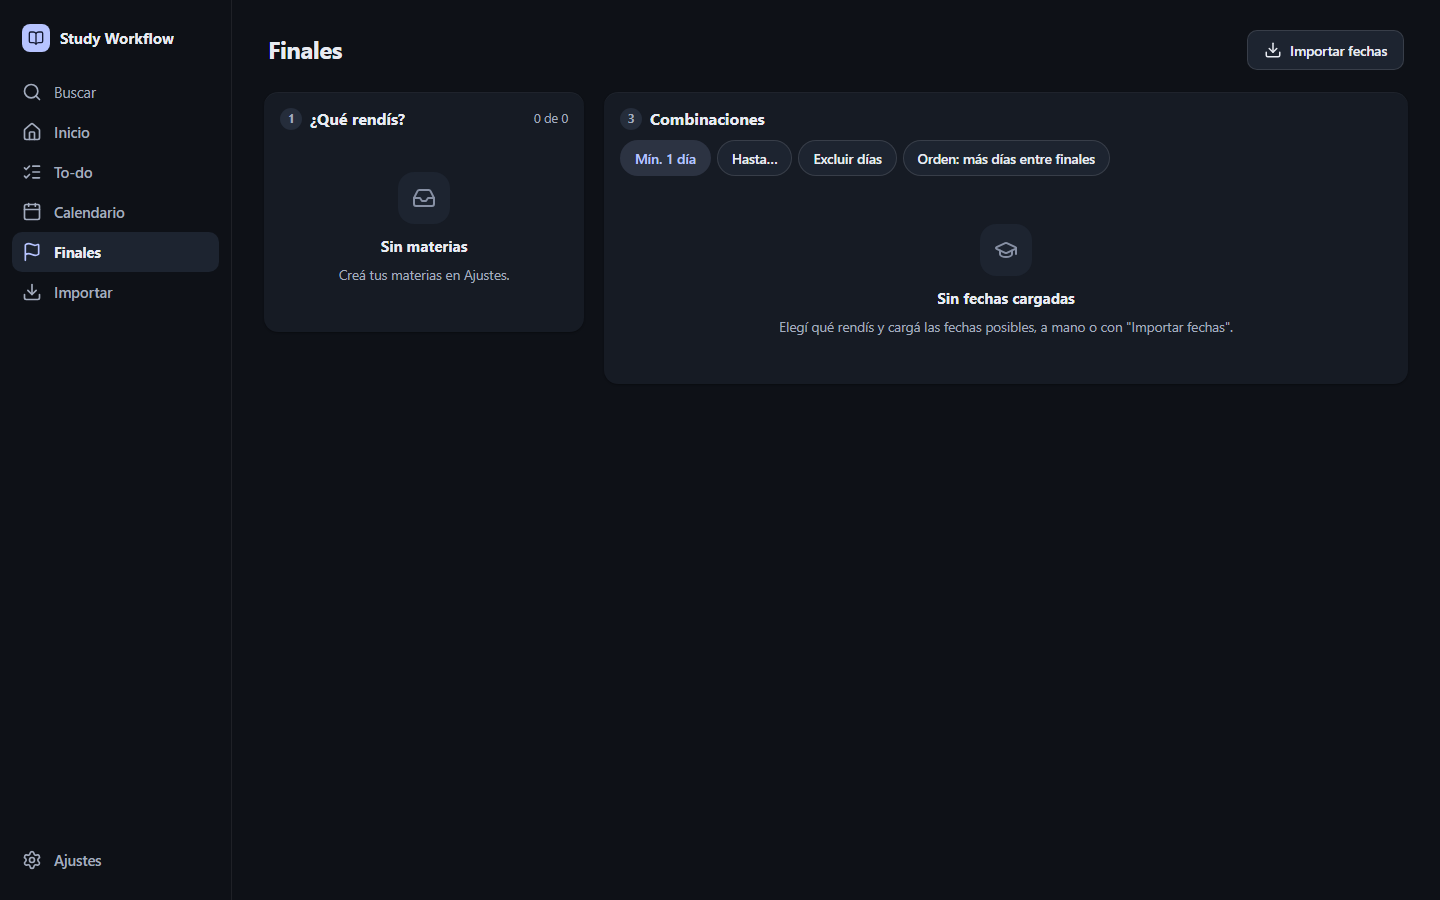 Study Workflow
Buscar
Inicio
To-do
Calendario
Finales
Importar
Ajustes
Finales
Importar fechas
1 ¿Qué rendís? 0 de 0
Sin materias
Creá tus materias en Ajustes.
3 Combinaciones
Mín. 1 día Hasta... Excluir días Orden: más días entre finales
Sin fechas cargadas
Elegí qué rendís y cargá las fechas posibles, a mano o con "Importar fechas".